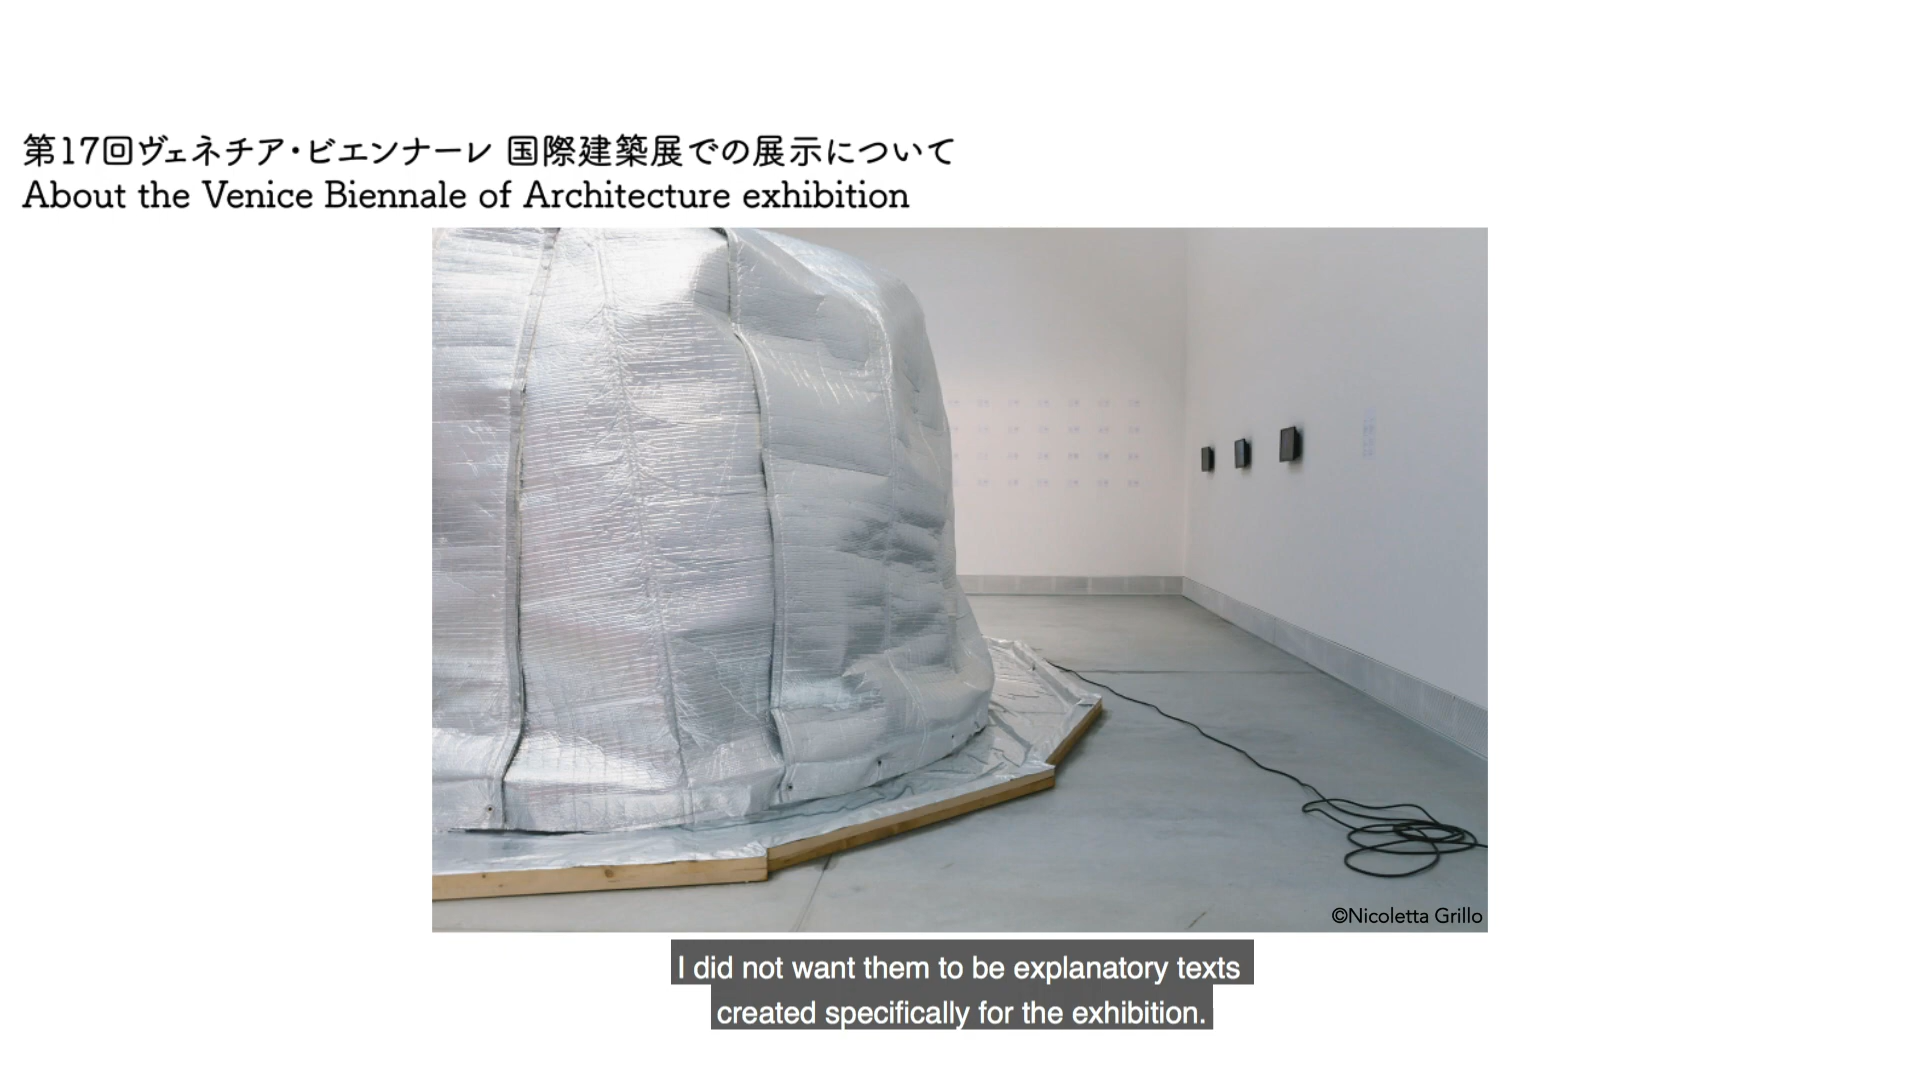 第17回ヴェネチア・ビエンナーレ 国際建築展での展示について
About the Venice Biennale of Architecture exhibition
©Nicoletta Grillo
I did not want them to be explanatory texts
created specifically for the exhibition.